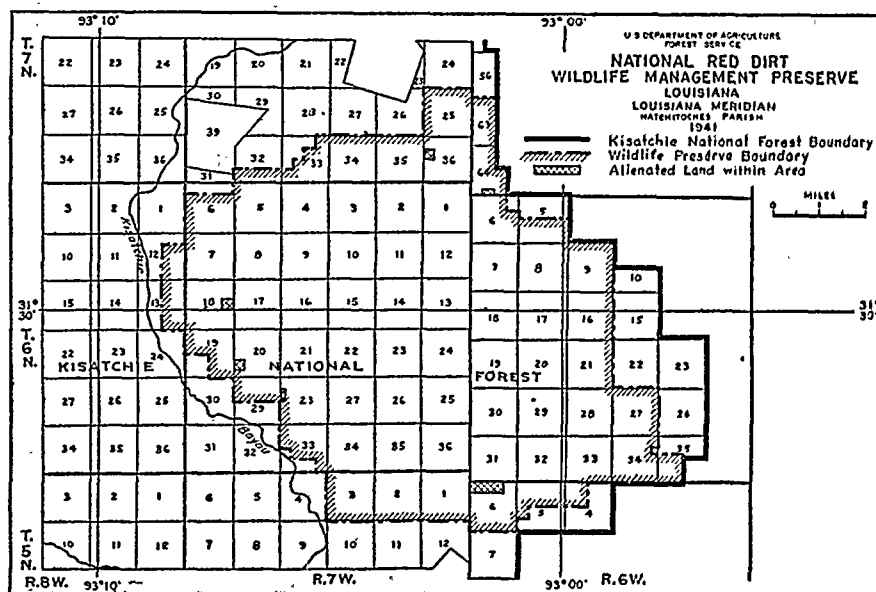 93° 10'
93° 00'
U S DEPARTMENT OF AGRICULTURE
FOREST SERVICE
NATIONAL RED DIRT
WILDLIFE MANAGEMENT PRESERVE
LOUISIANA
LOUISIANA MERIDIAN
NATCHITOCHES PARISH
1941
Kisatchie National Forest Boundary
Wildlife Preserve Boundary
Alienated Land within Area
MILES
0 2
T. 7 N.
22 23 24 19 20 21 22 23 24
27 26 25 30 29 28 27 26 25
39
34 35 36 31 32 33 34 35 36
3 2 1 6 5 4 3 2 1 6 5
Kisatchie
10 11 12 7 8 9 10 11 12 7 8 9 10
31° 30'
15 14 13 18 17 16 15 14 13 18 17 16 15
31° 30'
T. 6 N.
22 23 24 19 20 21 22 23 24 19 20 21 22 23
KISATCHIE NATIONAL FOREST
27 26 25 30 29 23 27 26 25 30 29 28 27 26
Bayou
34 35 36 31 32 33 34 35 36 31 32 33 34 35
3 2 1 6 5 4 3 2 1 6 5 4
T. 5 N.
10 11 12 7 8 9 10 11 12 7
R.8W. 93° 10' R.7W. 93° 00' R.6W.